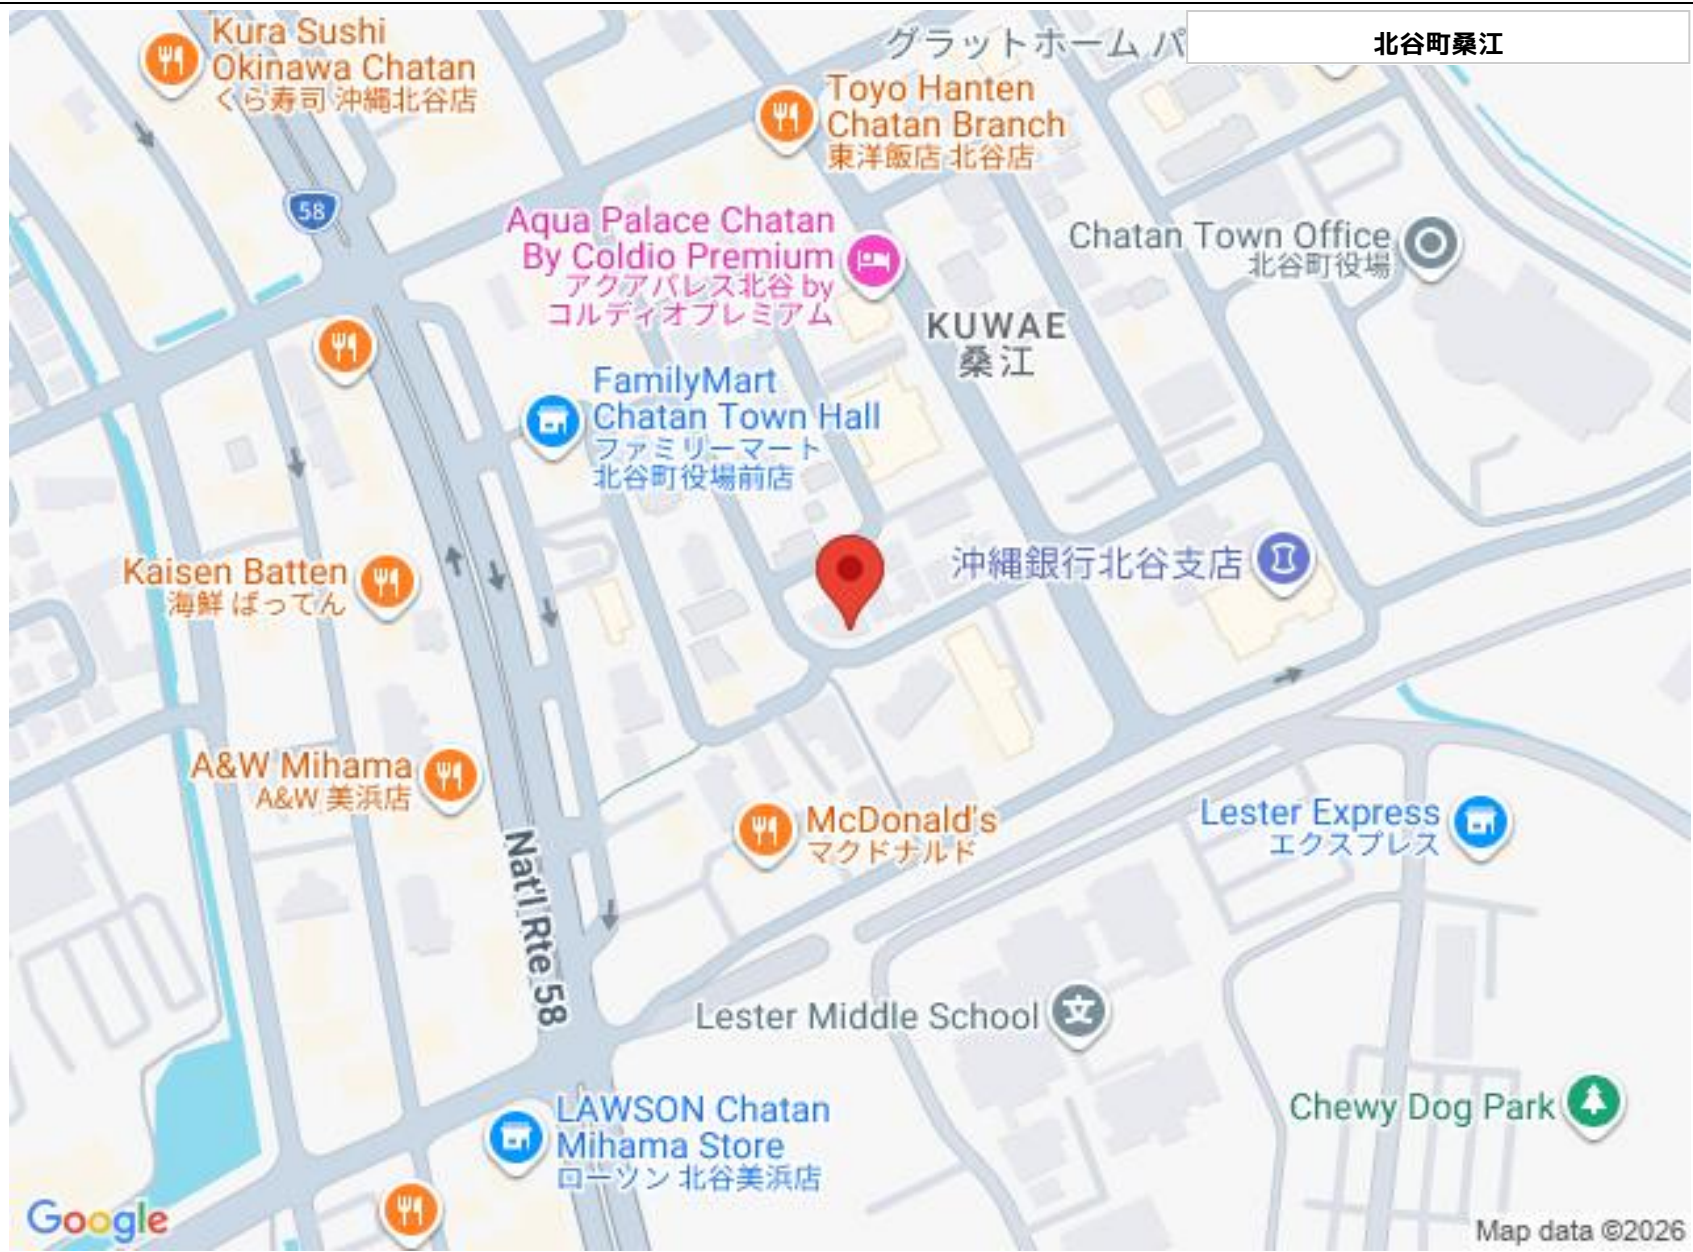 北谷町桑江
Kura Sushi
Okinawa Chatan
くら寿司 沖縄北谷店
グラットホーム パ
Toyo Hanten
Chatan Branch
東洋飯店 北谷店
58
Aqua Palace Chatan
By Coldio Premium
アクアパレス北谷 by
コルディオプレミアム
Chatan Town Office
北谷町役場
KUWAE
桑江
FamilyMart
Chatan Town Hall
ファミリーマート
北谷町役場前店
Kaisen Batten
海鮮 ばってん
沖縄銀行北谷支店
A&W Mihama
A&W 美浜店
McDonald's
マクドナルド
Lester Express
エクスプレス
Nat'l Rte 58
Lester Middle School
文
LAWSON Chatan
Mihama Store
ローソン 北谷美浜店
Chewy Dog Park
Google
Map data ©2026